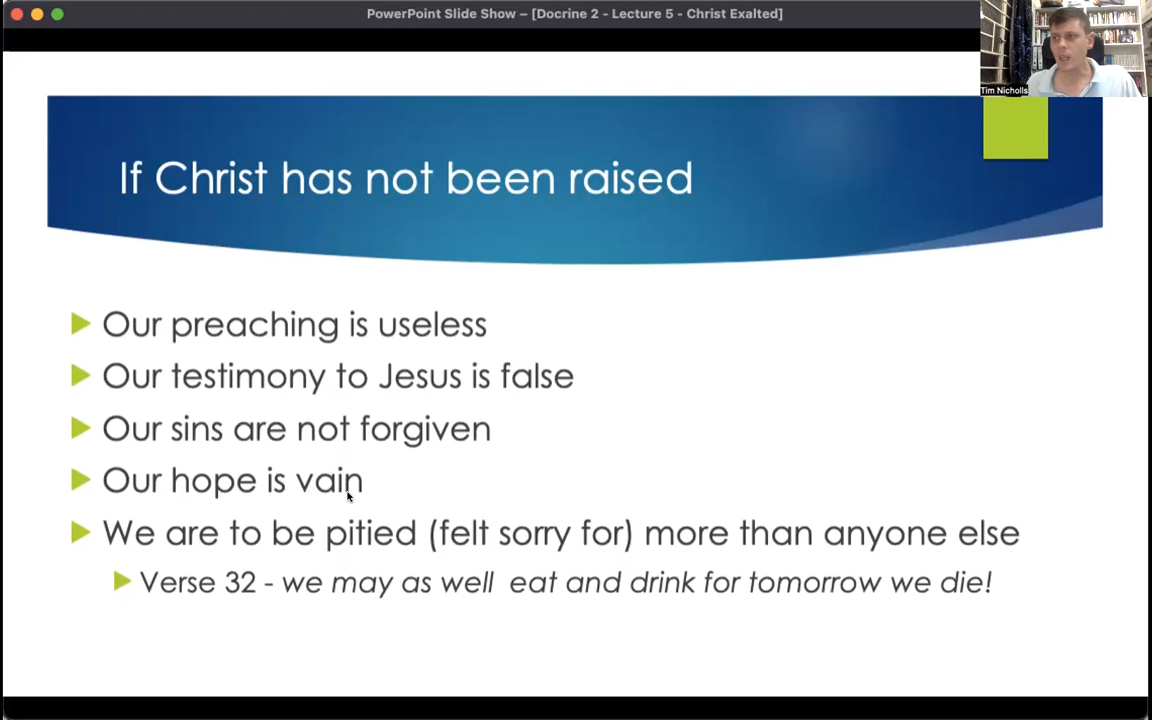 PowerPoint Slide Show – [Docrine 2 - Lecture 5 - Christ Exalted]
Tim Nicholls
If Christ has not been raised
Our preaching is useless
Our testimony to Jesus is false
Our sins are not forgiven
Our hope is vain
We are to be pitied (felt sorry for) more than anyone else
Verse 32 - we may as well eat and drink for tomorrow we die!